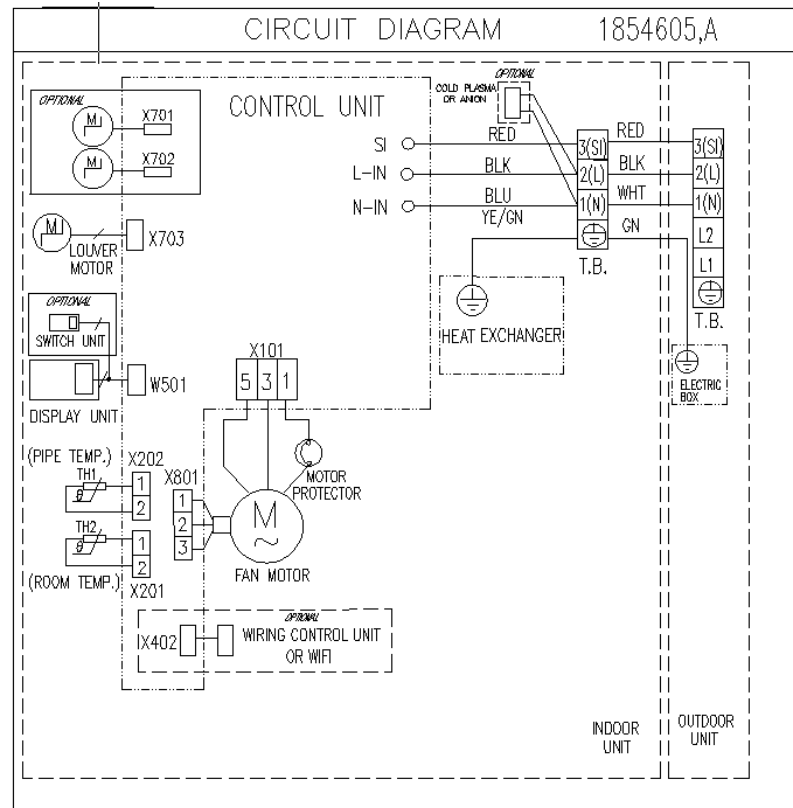 CIRCUIT DIAGRAM 1854605,A
OPTIONAL
M X701
M X702
CONTROL UNIT
OPTIONAL
COLD PLASMA
OR ANION
SI RED 3(SI) RED 3(SI)
L-IN BLK 2(L) BLK 2(L)
N-IN BLU 1(N) WHT 1(N)
YE/GN GN L2
L1
T.B.
T.B.
M X703
LOUVER
MOTOR
HEAT EXCHANGER
ELECTRIC
BOX
OPTIONAL
SWITCH UNIT
W501
DISPLAY UNIT
X101
5 3 1
MOTOR
PROTECTOR
(PIPE TEMP.)
TH1
θ
X202
1
2
TH2
θ
1
2
(ROOM TEMP.)
X201
X801
1
2
3
M
~
FAN MOTOR
OPTIONAL
X402
WIRING CONTROL UNIT
OR WIFI
INDOOR
UNIT
OUTDOOR
UNIT